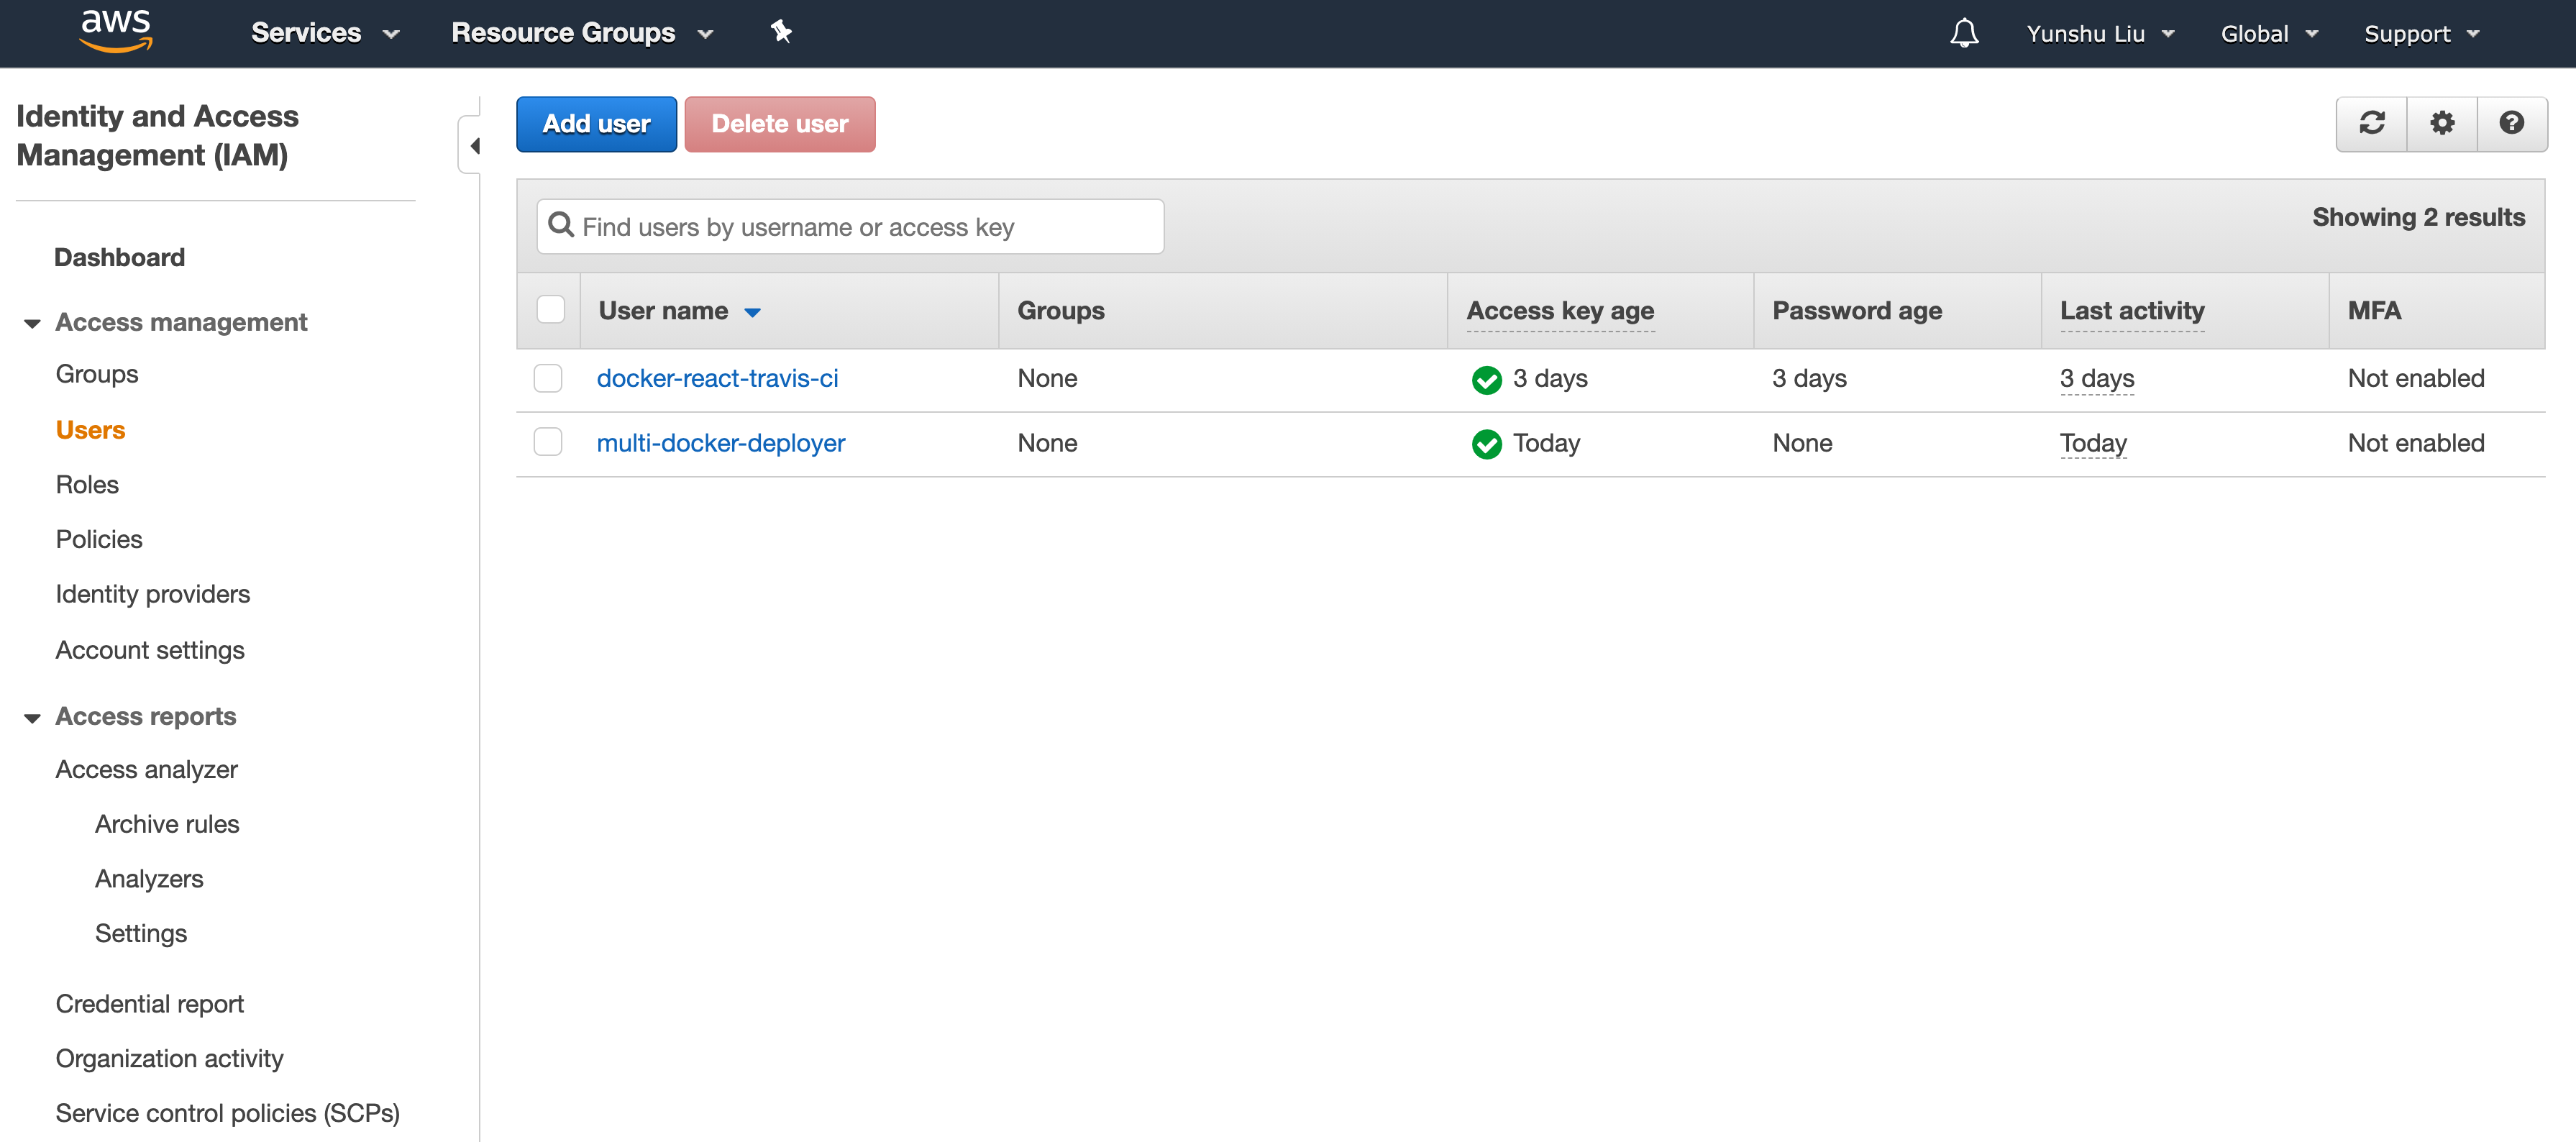 aws Services Resource Groups Yunshu Liu Global Support
Identity and Access
Management (IAM)
Dashboard
Access management
Groups
Users
Roles
Policies
Identity providers
Account settings
Access reports
Access analyzer
Archive rules
Analyzers
Settings
Credential report
Organization activity
Service control policies (SCPs)
Add user Delete user
Find users by username or access key Showing 2 results
User name Groups Access key age Password age Last activity MFA
docker-react-travis-ci None 3 days 3 days 3 days Not enabled
multi-docker-deployer None Today None Today Not enabled